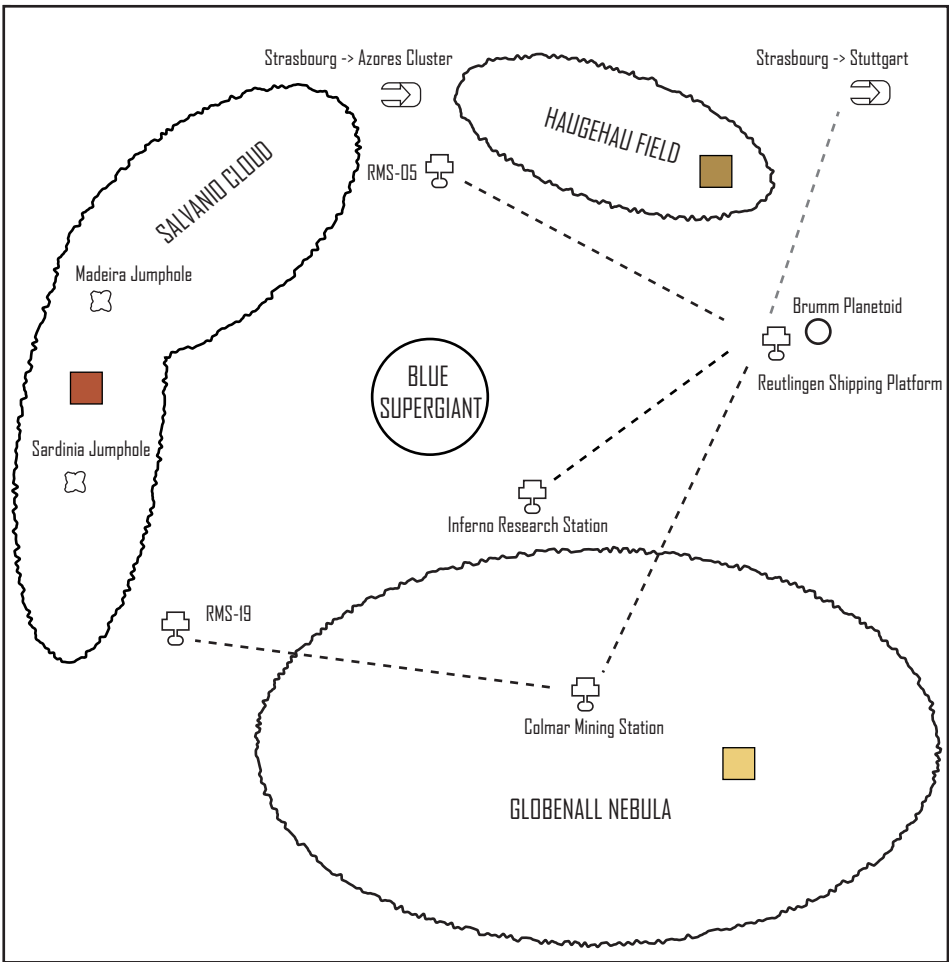 Strasbourg -> Azores Cluster
Strasbourg -> Stuttgart
HAUGEHAU FIELD
RMS-05
SALVANIO CLOUD
Madeira Jumphole
Brumm Planetoid
BLUE
SUPERGIANT
Reutlingen Shipping Platform
Sardinia Jumphole
Inferno Research Station
RMS-19
Colmar Mining Station
GLOBENALL NEBULA